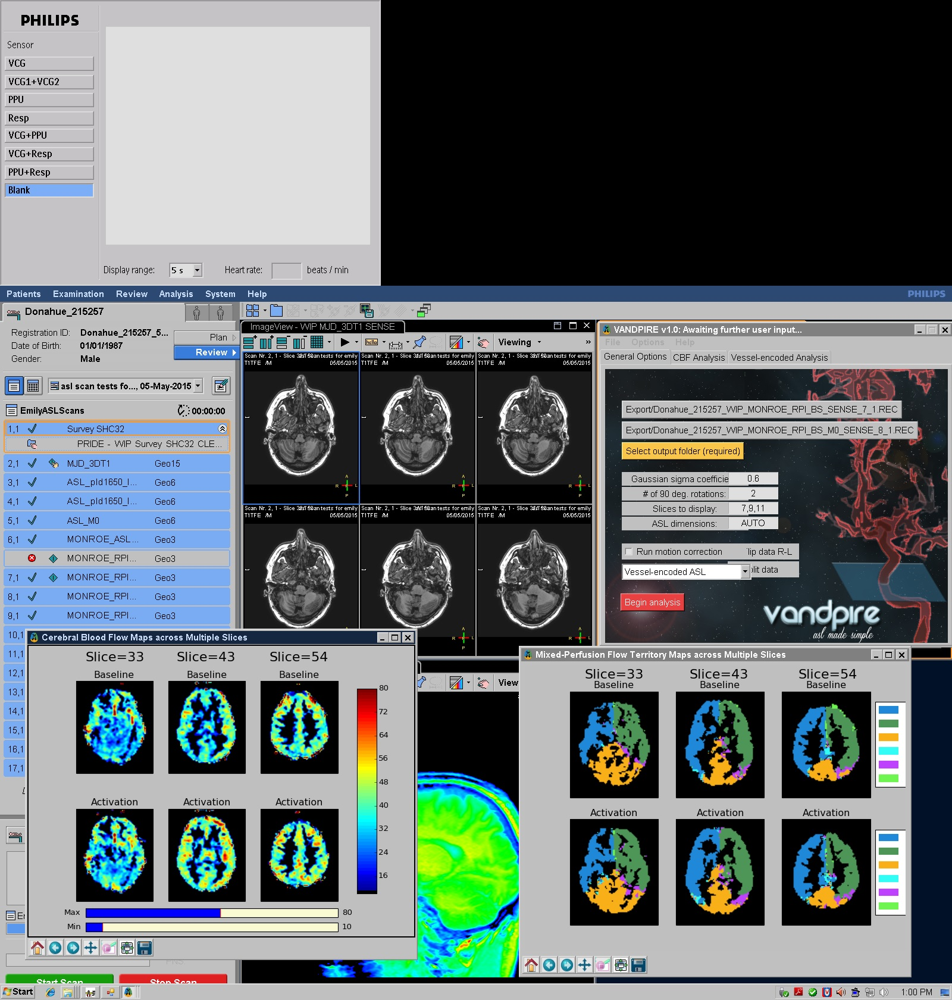 PHILIPS
Sensor
VCG
VCG1+VCG2
PPU
Resp
VCG+PPU
VCG+Resp
PPU+Resp
Blank
Display range: 5 s Heart rate: beats / min
Patients Examination Review Analysis System Help PHILIPS
Donahue_215257
Registration ID: Donahue_215257_5...
Date of Birth: 01/01/1987
Gender: Male
Plan
Review
asl scan tests fo..., 05-May-2015
EmilyASLScans 00:00:00
1,1 Survey SHC32
PRIDE - WIP Survey SHC32 CLE...
2,1 MJD_3DT1 Geo15
3,1 ASL_pld1650_l... Geo6
4,1 ASL_pld1650_l... Geo6
5,1 ASL_M0 Geo6
6,1 MONROE_ASL... Geo3
MONROE_RPI... Geo3
7,1 MONROE_RPI... Geo3
8,1 MONROE_RPI... Geo3
9,1 MONROE_RPI... Geo3
10,1
11,1
12,1
13,1
14,1
15,1
16,1
17,1
ImageView - WIP MJD_3DT1 SENSE
hello Viewing »
Scan Nr. 2, 1 - Slice tests for emily
T1TFE /M 05/05/2015
Scan Nr. 2, 1 - Slice tests for emily
T1TFE /M 05/05/2015
Scan Nr. 2, 1 - Slice tests for emily
T1TFE /M 05/05/2015
A
R F L
P
A
R F L
P
A
R F L
P
Scan Nr. 2, 1 - Slice tests for emily
T1TFE /M 05/05/2015
Scan Nr. 2, 1 - Slice tests for emily
T1TFE /M 05/05/2015
Scan Nr. 2, 1 - Slice tests for emily
T1TFE /M 05/05/2015
A
R F L
P
A
R F L
P
A
R F L
P
VANDPIRE v1.0: Awaiting further user input...
File Options Help
General Options CBF Analysis Vessel-encoded Analysis
Export/Donahue_215257_WIP_MONROE_RPI_BS_SENSE_7_1.REC
Export/Donahue_215257_WIP_MONROE_RPI_BS_M0_SENSE_8_1.REC
Select output folder (required)
Gaussian sigma coefficie 0.6
# of 90 deg. rotations: 2
Slices to display: 7,9,11
ASL dimensions: AUTO
Run motion correction lip data R-L
Vessel-encoded ASL lit data
Begin analysis
vandpire
asl made simple
Cerebral Blood Flow Maps across Multiple Slices
Slice=33 Slice=43 Slice=54
Baseline Baseline Baseline
80
72
64
56
48
40
32
24
16
Activation Activation Activation
Max 80
Min 10
View
Mixed-Perfusion Flow Territory Maps across Multiple Slices
Slice=33 Slice=43 Slice=54
Baseline Baseline Baseline
Activation Activation Activation
PNS:
Start Scan Stop Scan
Start 1:00 PM